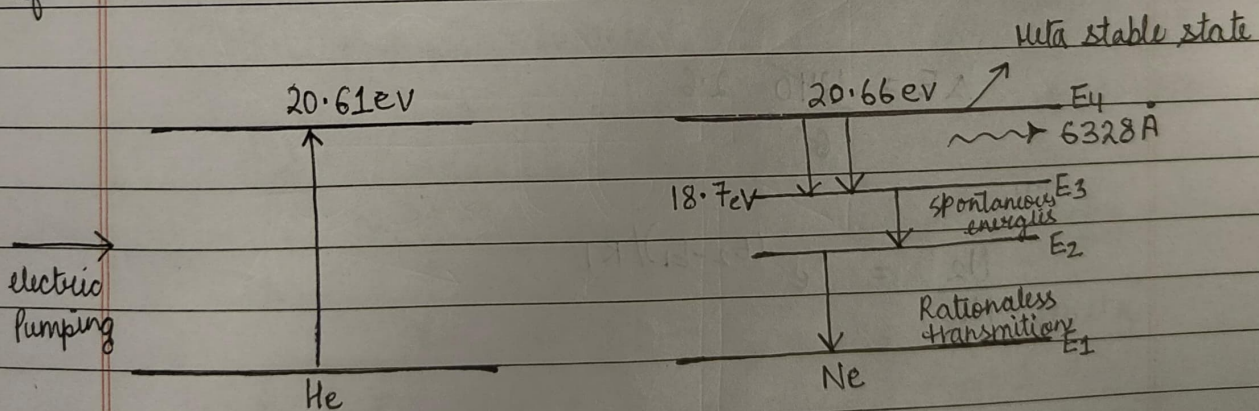 Meta stable state
20.61ev
20.66ev
E4
6328Å
18.7ev
E3
spontanious
energies
E2
electric
Pumping
Rationaless
transmition
E1
He
Ne